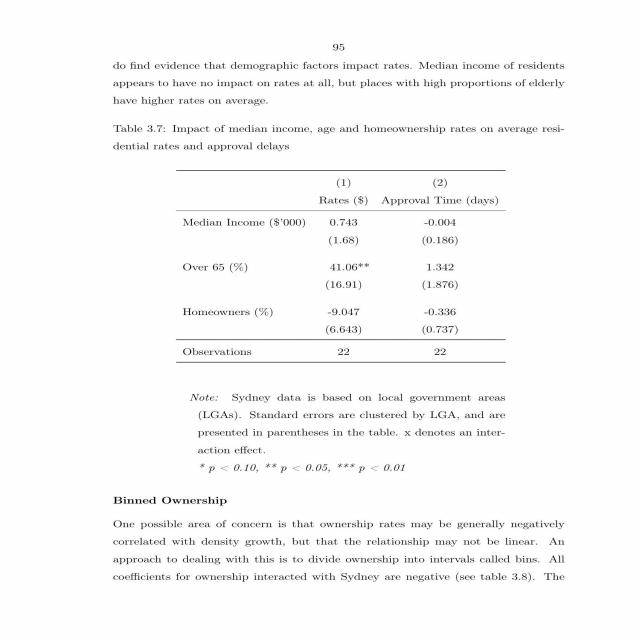 95
do find evidence that demographic factors impact rates. Median income of residents
appears to have no impact on rates at all, but places with high proportions of elderly
have higher rates on average.
Table 3.7: Impact of median income, age and homeownership rates on average resi-
dential rates and approval delays
(1) (2)
Rates ($) Approval Time (days)
Median Income ($'000) 0.743 -0.004
(1.68) (0.186)
Over 65 (%) 41.06** 1.342
(16.91) (1.876)
Homeowners (%) -9.047 -0.336
(6.643) (0.737)
Observations 22 22
Note: Sydney data is based on local government areas
(LGAs). Standard errors are clustered by LGA, and are
presented in parentheses in the table. x denotes an inter-
action effect.
* p < 0.10, ** p < 0.05, *** p < 0.01
Binned Ownership
One possible area of concern is that ownership rates may be generally negatively
correlated with density growth, but that the relationship may not be linear. An
approach to dealing with this is to divide ownership into intervals called bins. All
coefficients for ownership interacted with Sydney are negative (see table 3.8). The